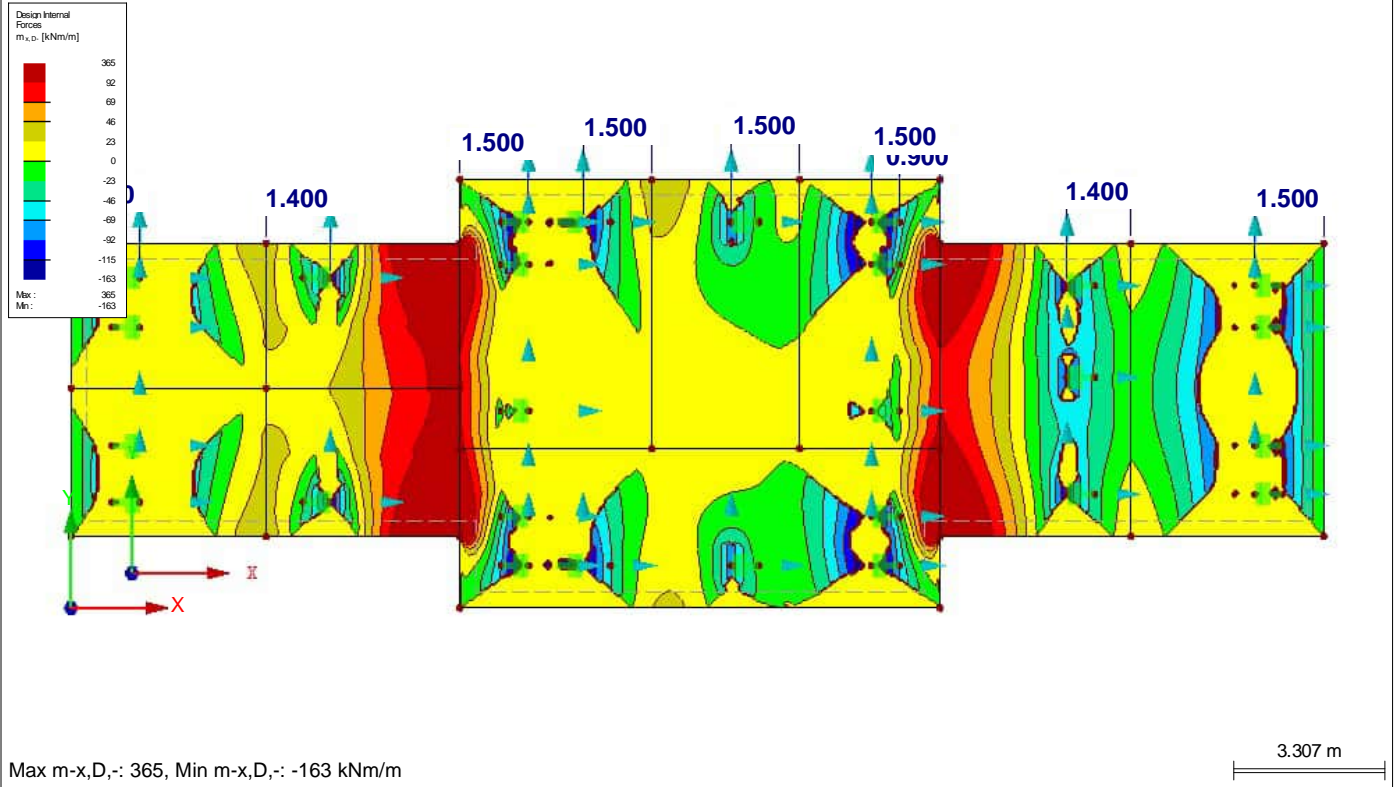 Design Internal
Forces
m x,D- [kNm/m]
365
92
69
46
23
0
-23
-46
-69
-92
-115
-163
Max : 365
Min : -163
1.500
1.500
1.500
1.500
0.900
0
1.400
1.400
1.500
Y
X
X
3.307 m
Max m-x,D,-: 365, Min m-x,D,-: -163 kNm/m